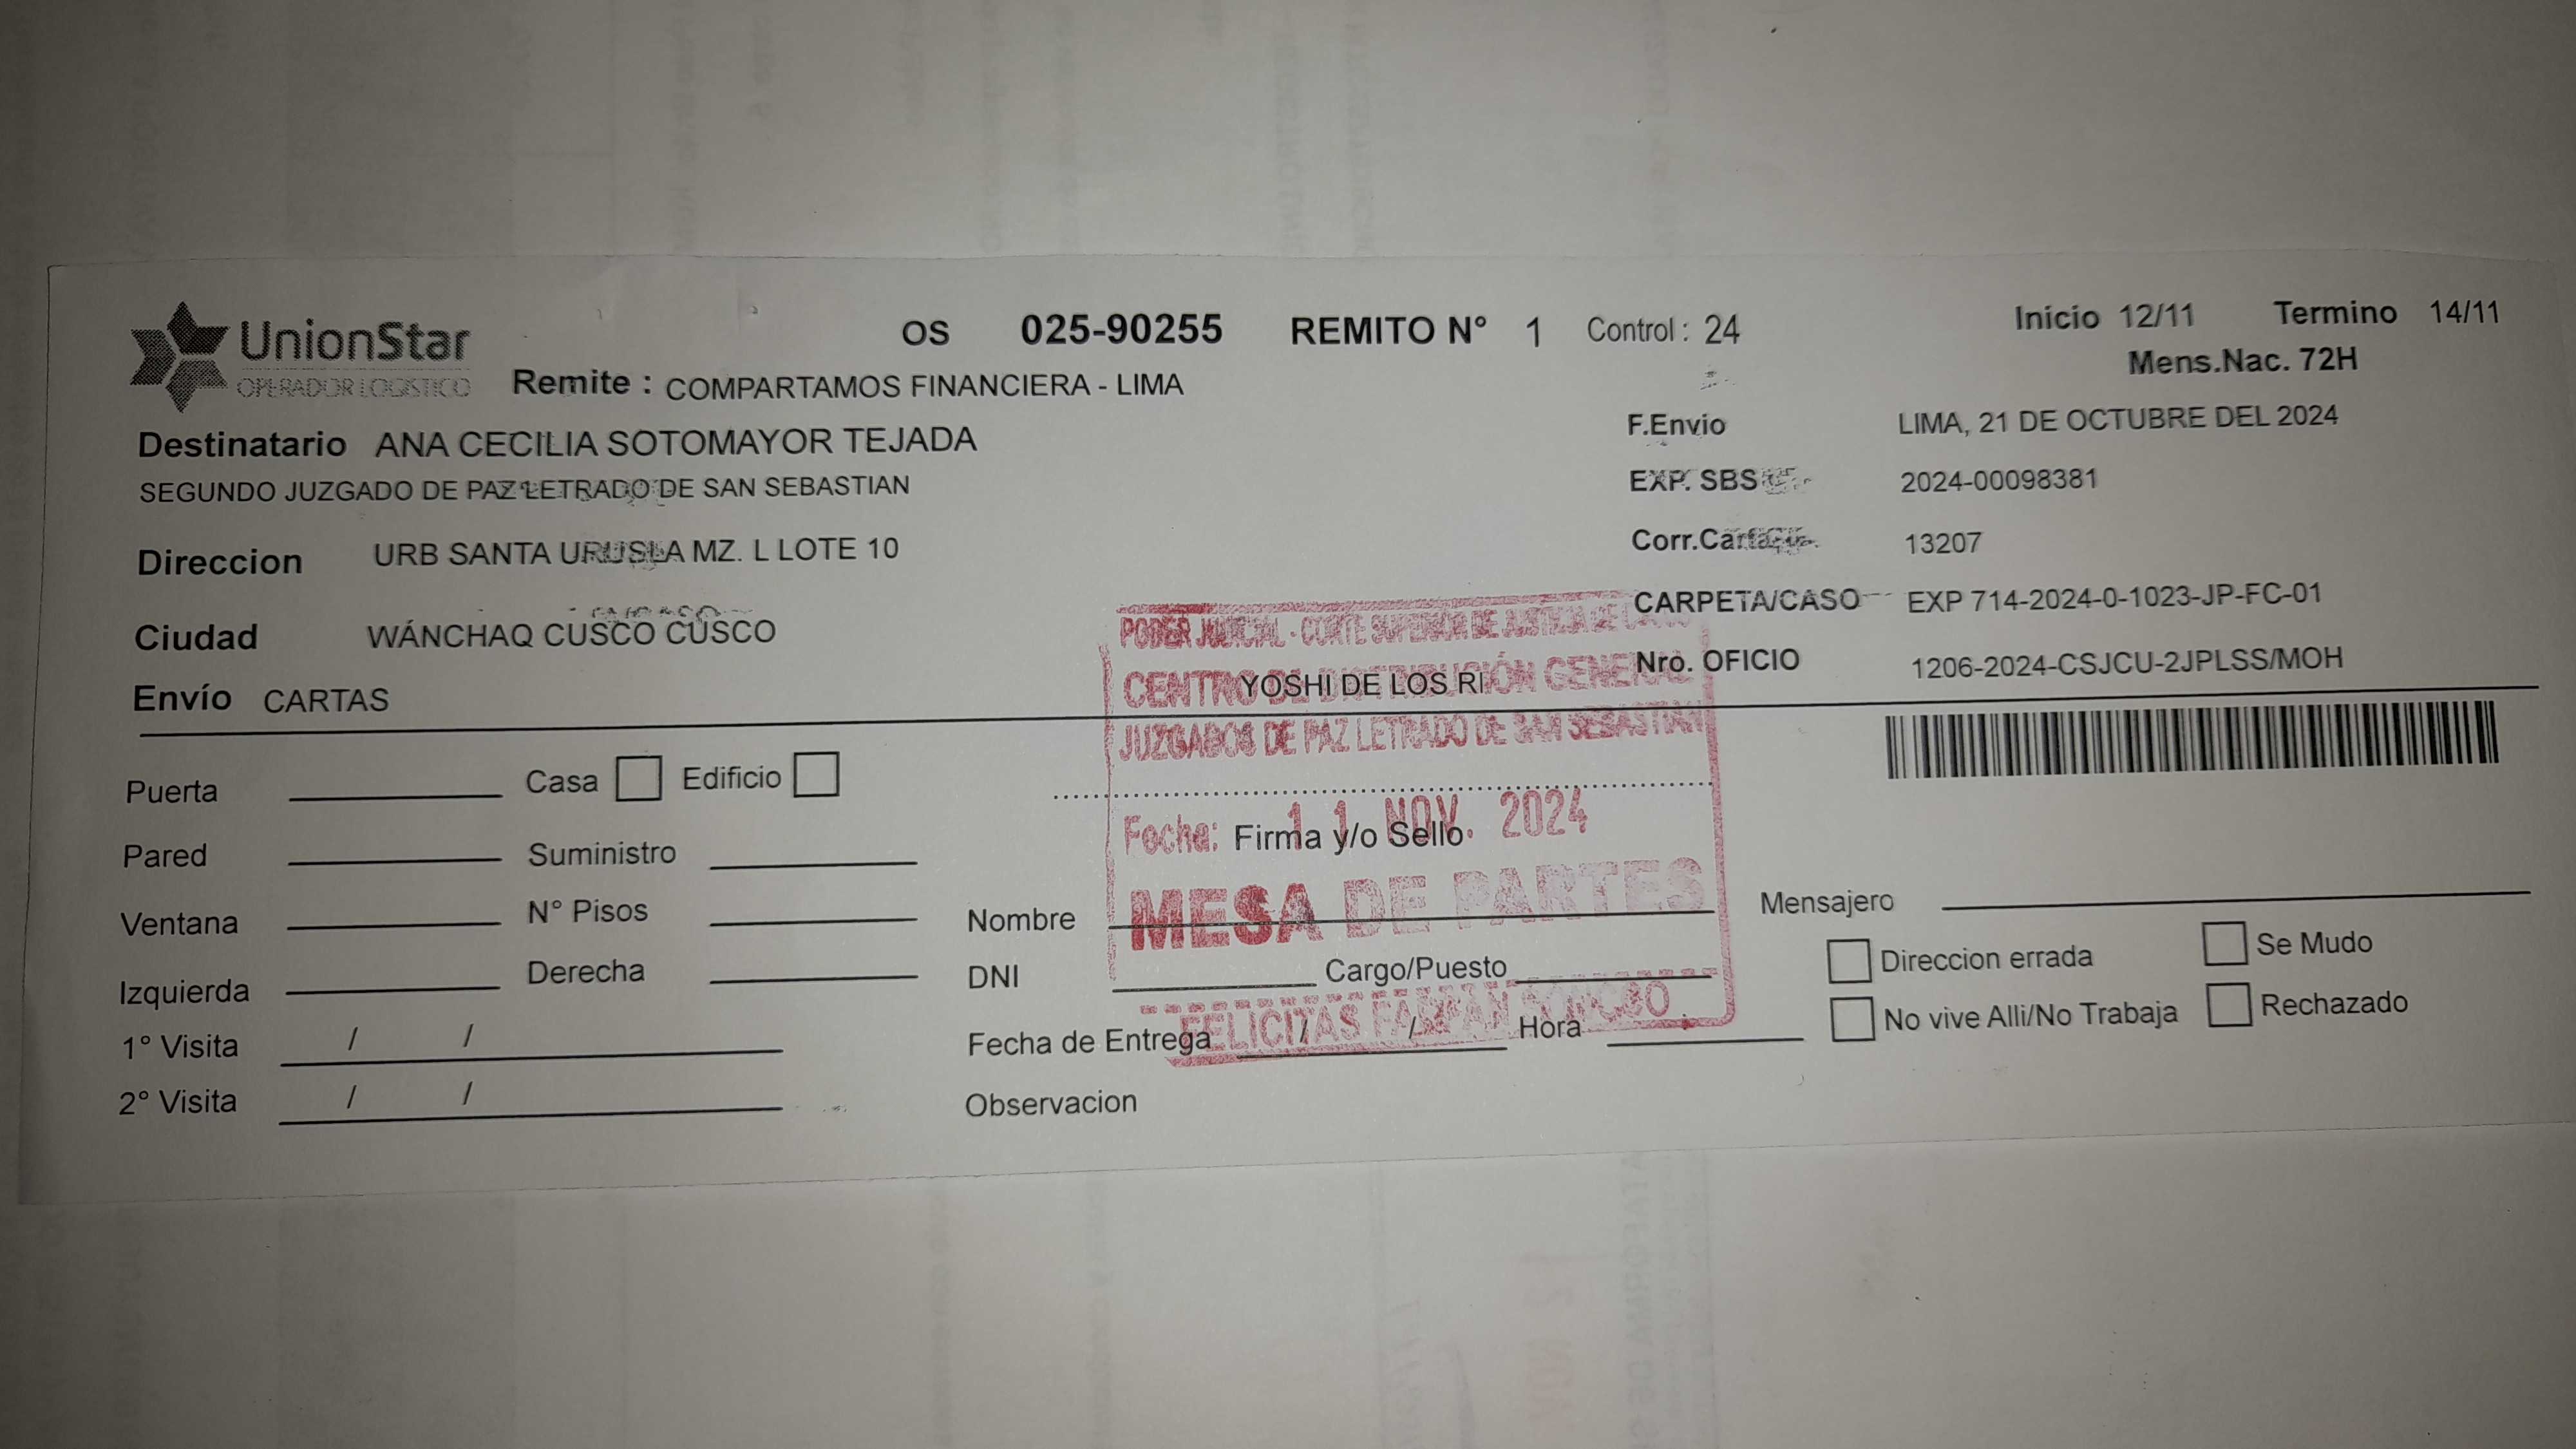 UnionStar
OPERADOR LOGISTICO
OS 025-90255 REMITO N° 1 Control : 24
Inicio 12/11 Termino 14/11
Mens.Nac. 72H
Remite : COMPARTAMOS FINANCIERA - LIMA
Destinatario ANA CECILIA SOTOMAYOR TEJADA
SEGUNDO JUZGADO DE PAZ LETRADO DE SAN SEBASTIAN
Direccion URB SANTA URUSLA MZ. L LOTE 10
Ciudad WÁNCHAQ CUSCO CUSCO
Envío CARTAS
F.Envio LIMA, 21 DE OCTUBRE DEL 2024
EXP. SBS 2024-00098381
Corr.Carta 13207
CARPETA/CASO EXP 714-2024-0-1023-JP-FC-01
Nro. OFICIO 1206-2024-CSJCU-2JPLSS/MOH
PODER JUDICIAL - CORTE SUPERIOR DE JUSTICIA DE
CENTRO DE DISTRIBUCIÓN GENERAL
YOSHI DE LOS RI
JUZGADOS DE PAZ LETRADO DE SAN SEBASTIAN
Fecha: 11 NOV. 2024
Firma y/o Sello
MESA DE PARTES
FELICITAS FARFAN SONCCO
Puerta Casa Edificio
Pared Suministro
Ventana N° Pisos
Izquierda Derecha
1° Visita / /
2° Visita / /
Nombre
DNI Cargo/Puesto
Fecha de Entrega / / Hora
Observacion
Mensajero
Direccion errada Se Mudo
No vive Alli/No Trabaja Rechazado